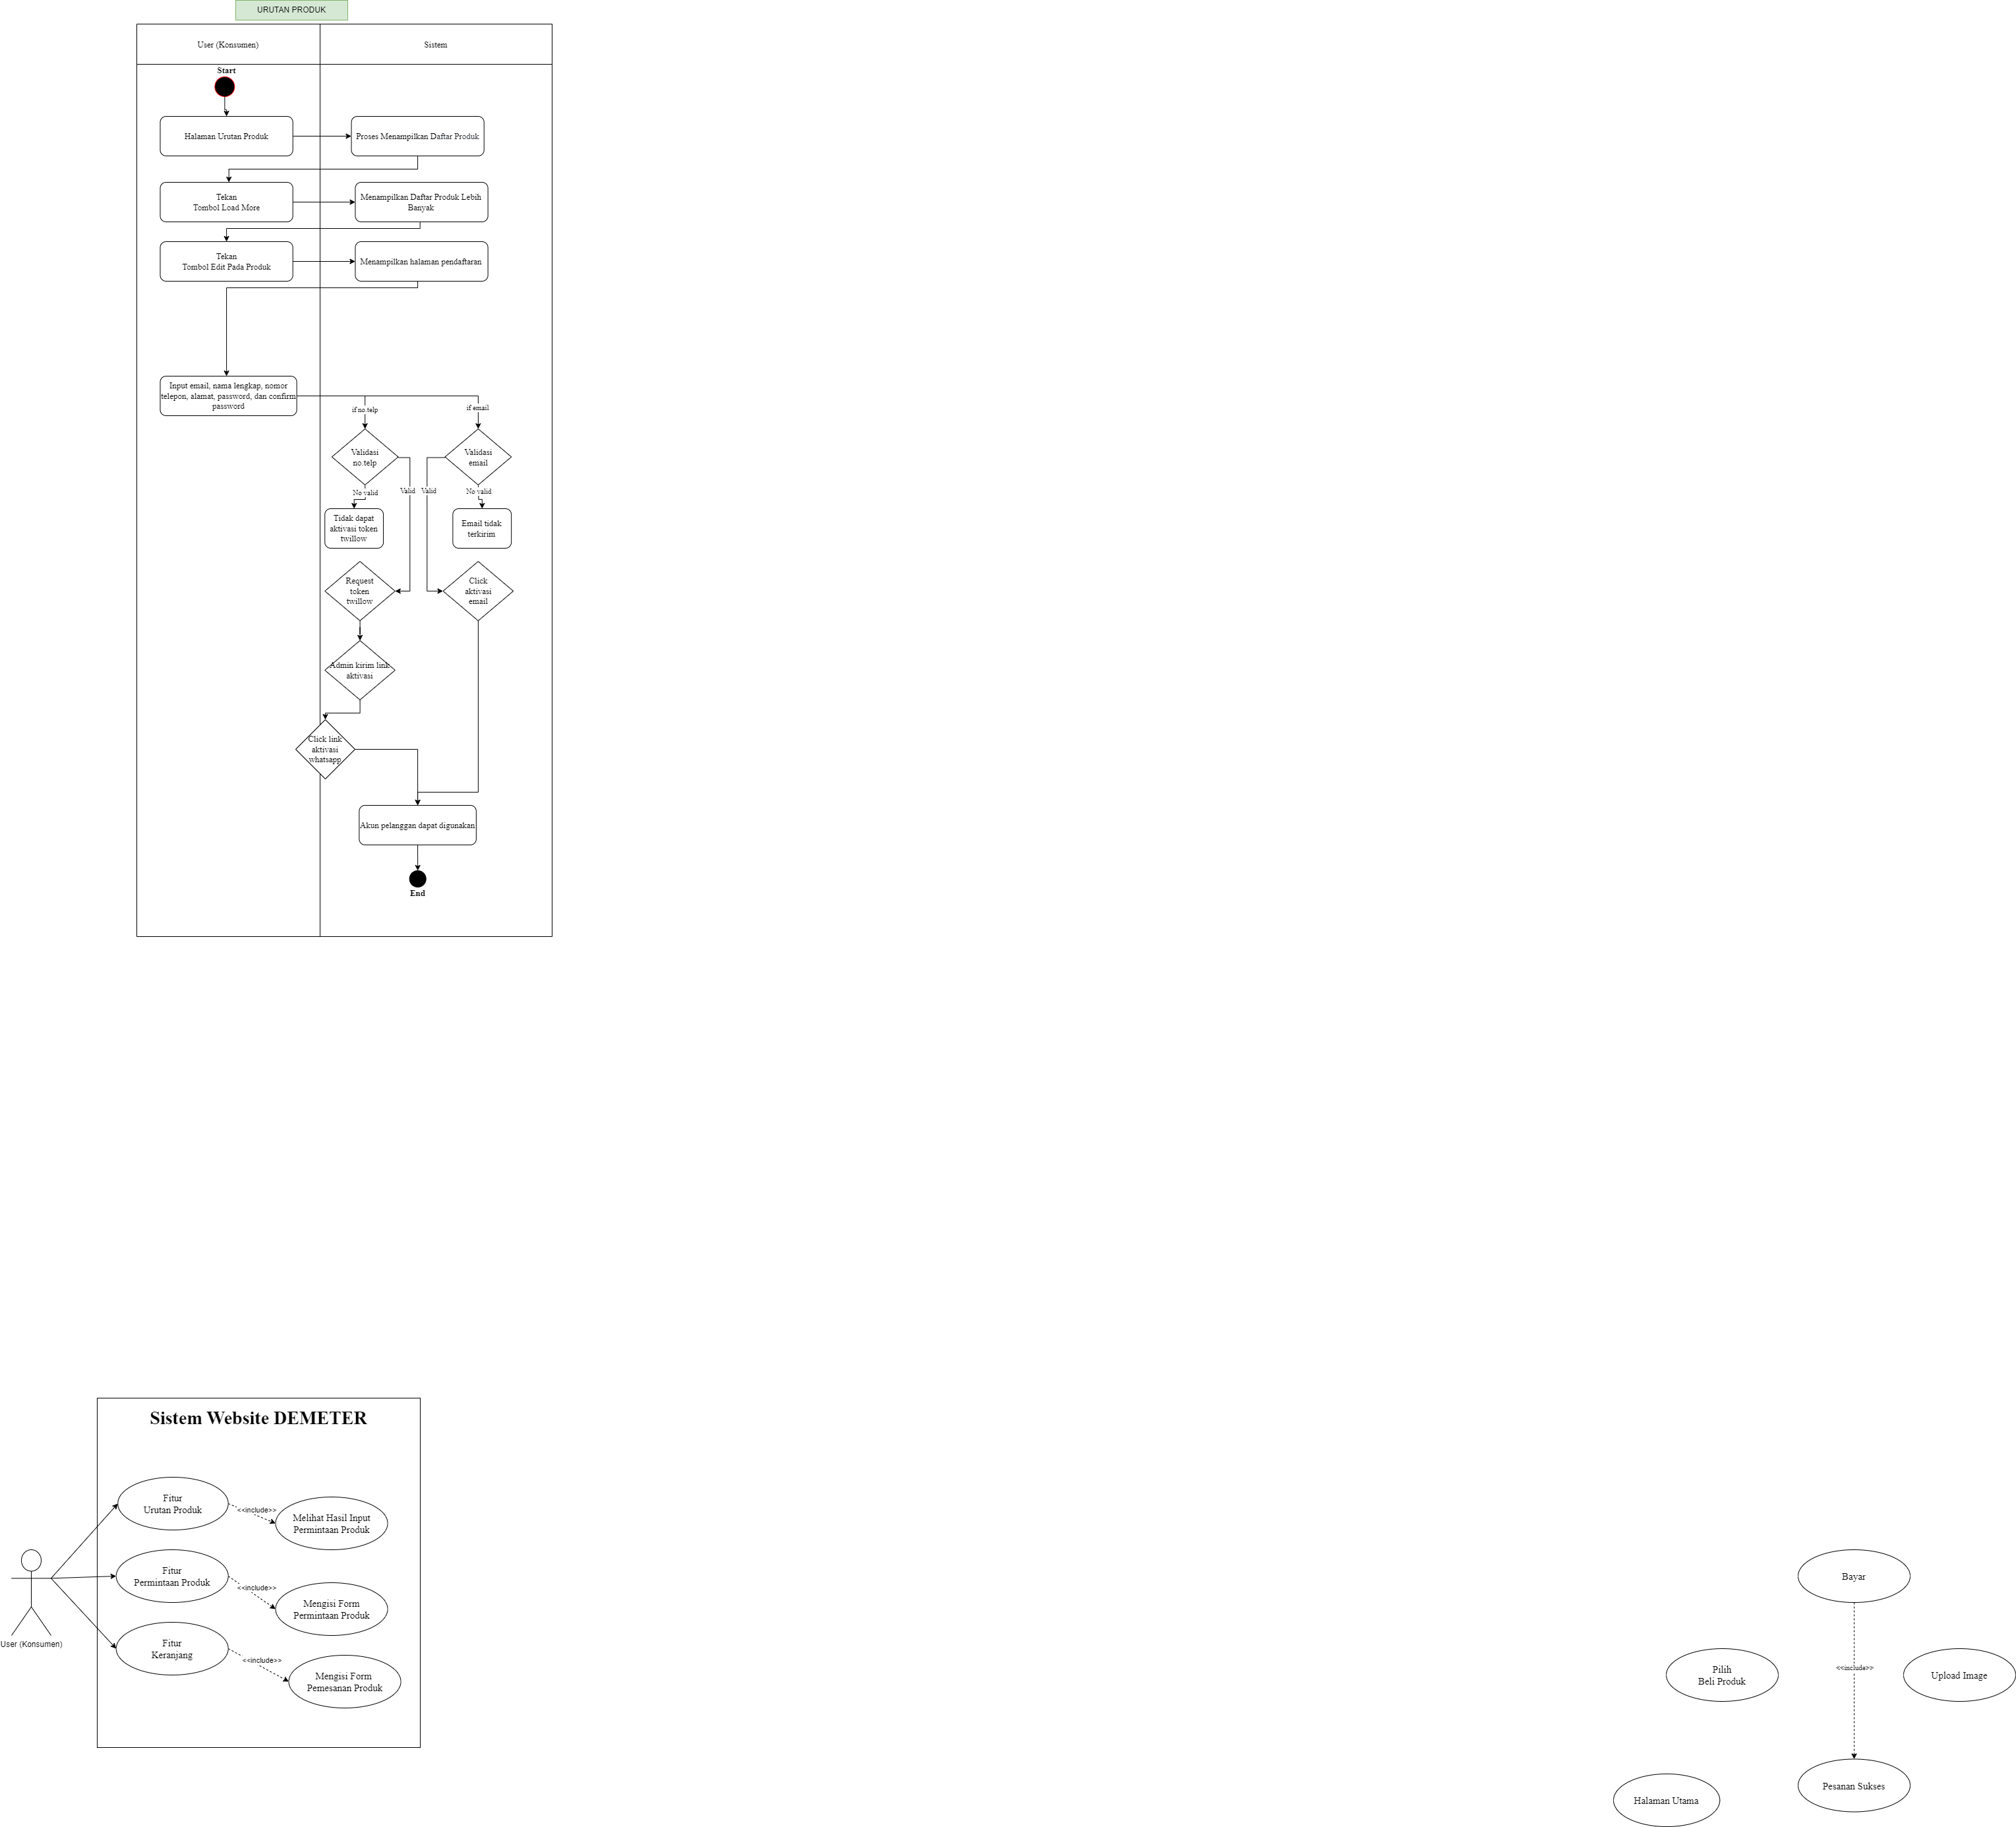 URUTAN PRODUK
User (Konsumen)
Sistem
Start
Halaman Urutan Produk
Proses Menampilkan Daftar Produk
Tekan
Tombol Load More
Menampilkan Daftar Produk Lebih
Banyak
Tekan
Tombol Edit Pada Produk
Menampilkan halaman pendaftaran
Input email, nama lengkap, nomor
telepon, alamat, password, dan confirm
password
if no.telp
if email
Validasi
no.telp
Validasi
email
No valid
Valid
Valid
No valid
Tidak dapat
aktivasi token
twillow
Email tidak
terkirim
Request
token
twillow
Click
aktivasi
email
Admin kirim link
aktivasi
Click link
aktivasi
whatsapp
Akun pelanggan dapat digunakan
End
Sistem Website DEMETER
Fitur
Urutan Produk
<<include>>
Melihat Hasil Input
Permintaan Produk
Fitur
Permintaan Produk
<<include>>
Mengisi Form
Permintaan Produk
User (Konsumen)
Fitur
Keranjang
<<include>>
Mengisi Form
Pemesanan Produk
Bayar
Pilih
Beli Produk
<<include>>
Upload Image
Pesanan Sukses
Halaman Utama